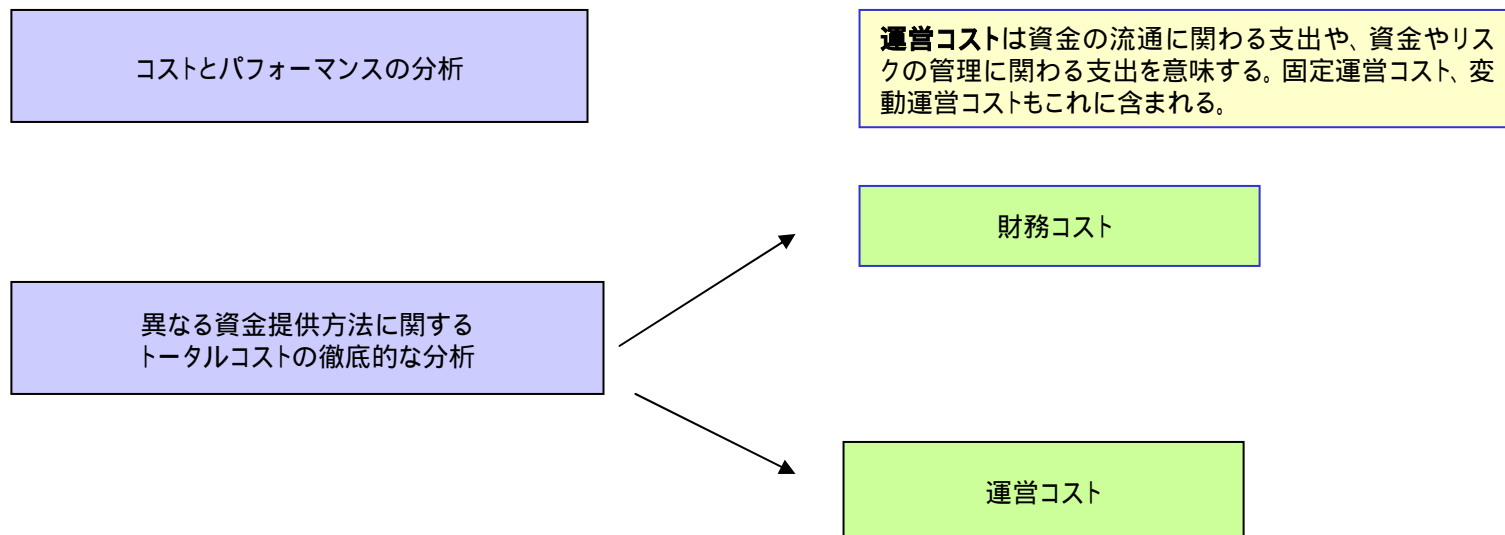 コストとパフォーマンスの分析
運営コストは資金の流通に関わる支出や、資金やリス
クの管理に関わる支出を意味する。固定運営コスト、変
動運営コストもこれに含まれる。
財務コスト
異なる資金提供方法に関する
トータルコストの徹底的な分析
運営コスト